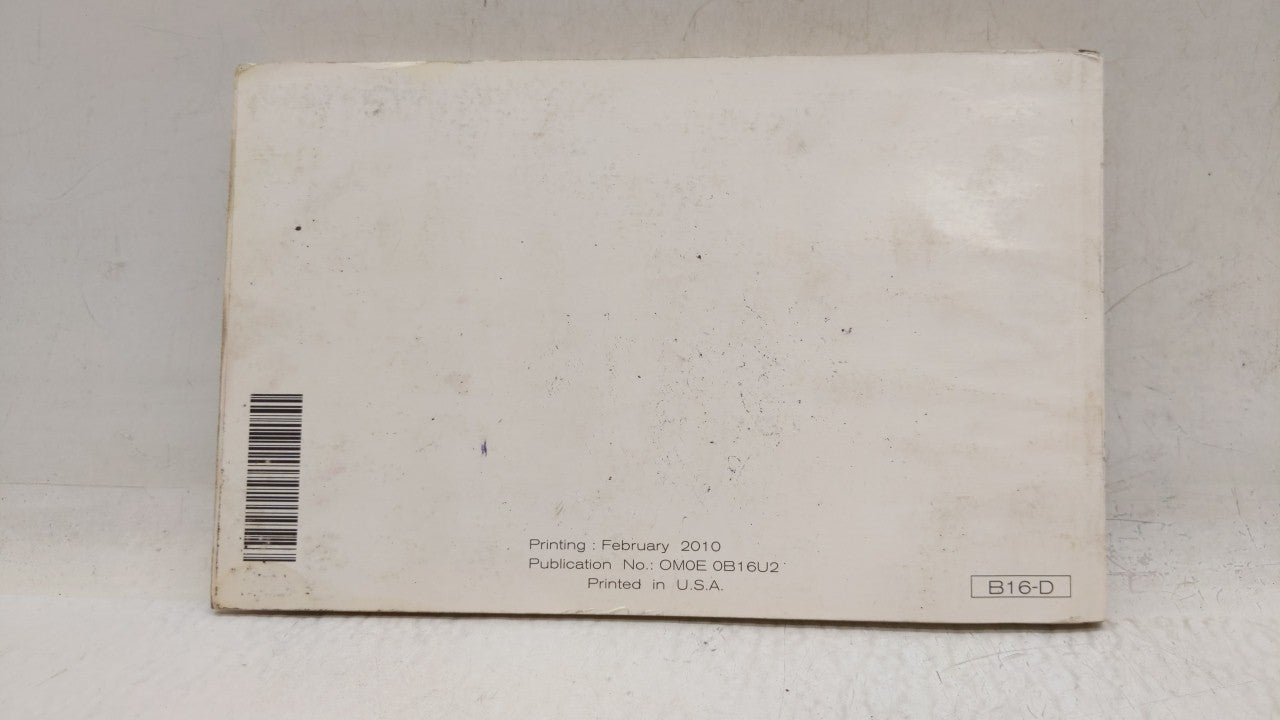 Printing : February 2010
Publication No.: OM0E 0B16U2
Printed in U.S.A.
B16-D